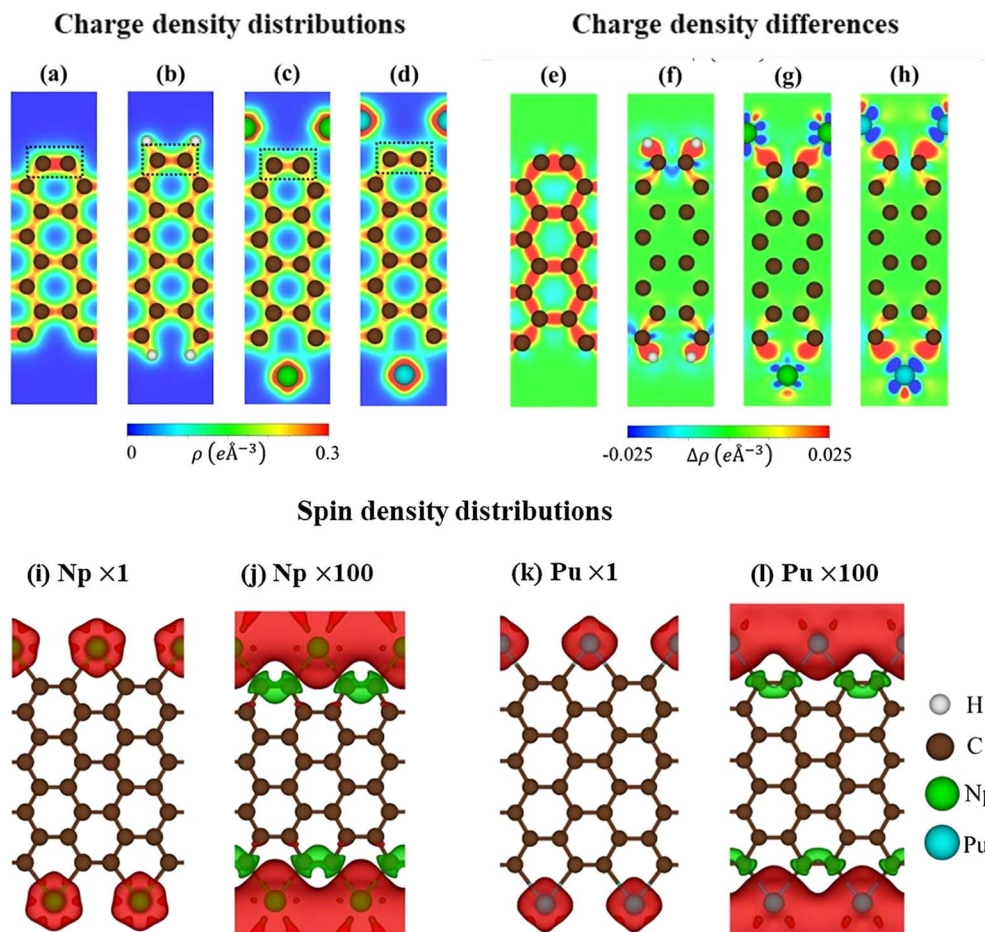 Charge density distributions
Charge density differences
(a) (b) (c) (d)
(e) (f) (g) (h)
0 ρ (eÅ⁻³) 0.3
-0.025 Δρ (eÅ⁻³) 0.025
Spin density distributions
(i) Np ×1
(j) Np ×100
(k) Pu ×1
(l) Pu ×100
H
C
Np
Pu